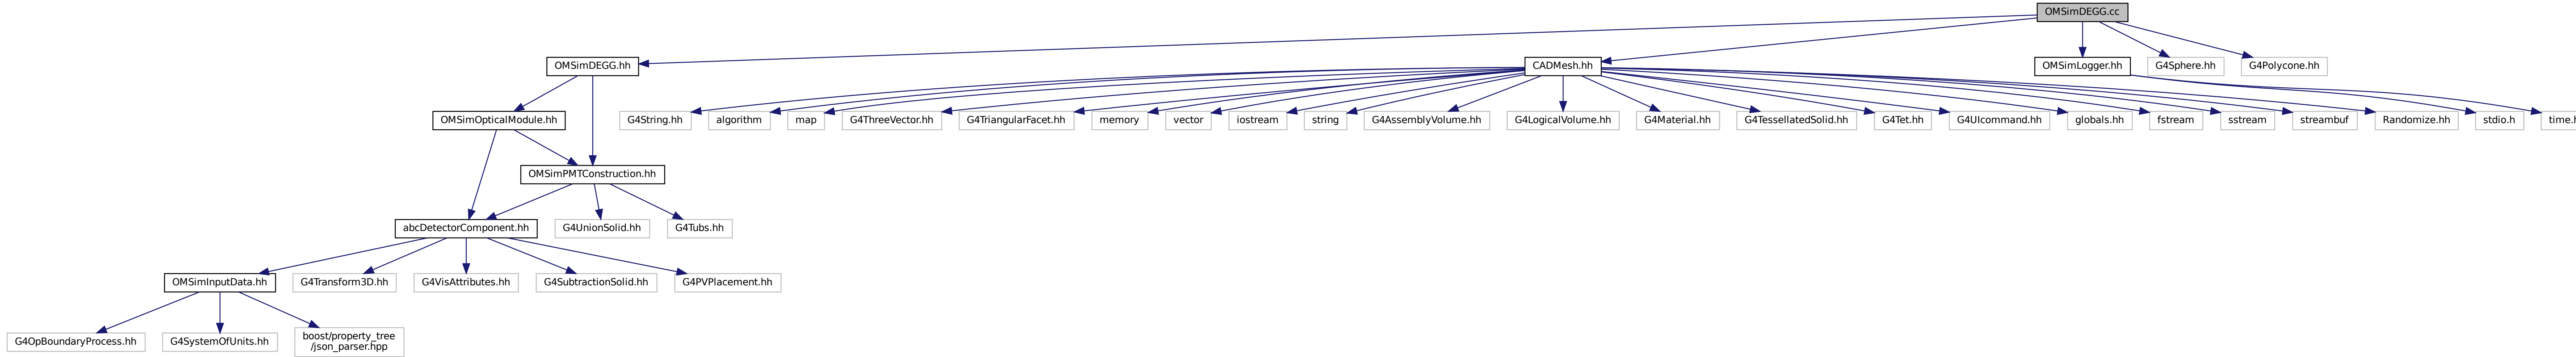 OMSimDEGG.cc
OMSimDEGG.hh
CADMesh.hh
OMSimLogger.hh
G4Sphere.hh
G4Polycone.hh
OMSimOpticalModule.hh
G4String.hh
algorithm
map
G4ThreeVector.hh
G4TriangularFacet.hh
memory
vector
iostream
string
G4AssemblyVolume.hh
G4LogicalVolume.hh
G4Material.hh
G4TessellatedSolid.hh
G4Tet.hh
G4UIcommand.hh
globals.hh
fstream
sstream
streambuf
Randomize.hh
stdio.h
time.h
OMSimPMTConstruction.hh
abcDetectorComponent.hh
G4UnionSolid.hh
G4Tubs.hh
OMSimInputData.hh
G4Transform3D.hh
G4VisAttributes.hh
G4SubtractionSolid.hh
G4PVPlacement.hh
G4OpBoundaryProcess.hh
G4SystemOfUnits.hh
boost/property_tree
/json_parser.hpp